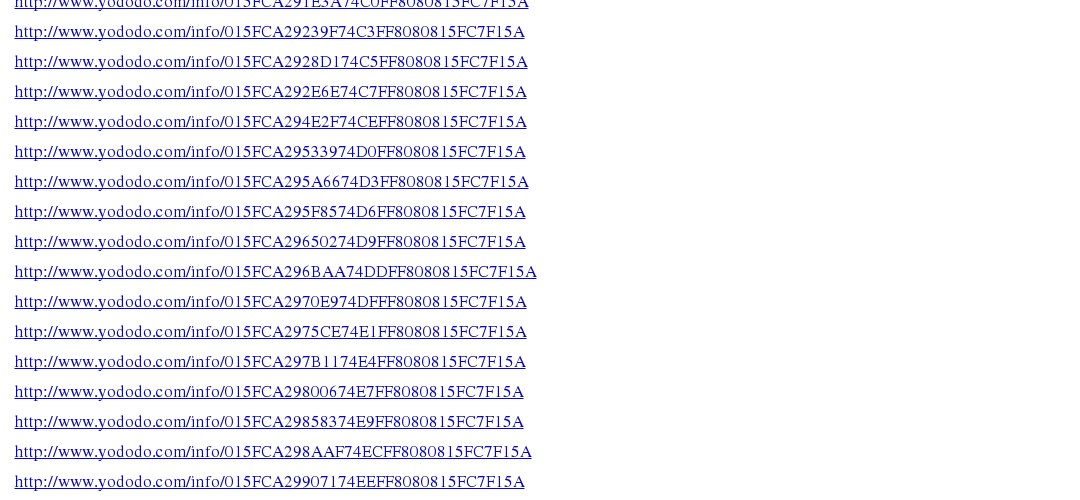 http://www.yododo.com/info/015FCA291E3A74C0FF8080815FC7F15A
http://www.yododo.com/info/015FCA29239F74C3FF8080815FC7F15A
http://www.yododo.com/info/015FCA2928D174C5FF8080815FC7F15A
http://www.yododo.com/info/015FCA292E6E74C7FF8080815FC7F15A
http://www.yododo.com/info/015FCA294E2F74CEFF8080815FC7F15A
http://www.yododo.com/info/015FCA29533974D0FF8080815FC7F15A
http://www.yododo.com/info/015FCA295A6674D3FF8080815FC7F15A
http://www.yododo.com/info/015FCA295F8574D6FF8080815FC7F15A
http://www.yododo.com/info/015FCA29650274D9FF8080815FC7F15A
http://www.yododo.com/info/015FCA296BAA74DDFF8080815FC7F15A
http://www.yododo.com/info/015FCA2970E974DFFF8080815FC7F15A
http://www.yododo.com/info/015FCA2975CE74E1FF8080815FC7F15A
http://www.yododo.com/info/015FCA297B1174E4FF8080815FC7F15A
http://www.yododo.com/info/015FCA29800674E7FF8080815FC7F15A
http://www.yododo.com/info/015FCA29858374E9FF8080815FC7F15A
http://www.yododo.com/info/015FCA298AAF74ECFF8080815FC7F15A
http://www.yododo.com/info/015FCA29907174EEFF8080815FC7F15A